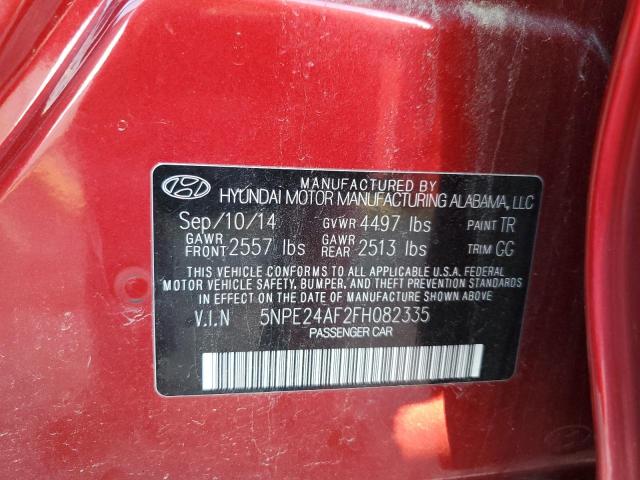 MANUFACTURED BY
HYUNDAI MOTOR MANUFACTURING ALABAMA, LLC
Sep/10/14 GVWR 4497 lbs PAINT TR
GAWR FRONT 2557 lbs GAWR REAR 2513 lbs TRIM GG
THIS VEHICLE CONFORMS TO ALL APPLICABLE U.S.A. FEDERAL
MOTOR VEHICLE SAFETY, BUMPER, AND THEFT PREVENTION STANDARDS
IN EFFECT ON THE DATE OF MANUFACTURE SHOWN ABOVE.
V.I.N 5NPE24AF2FH082335
PASSENGER CAR